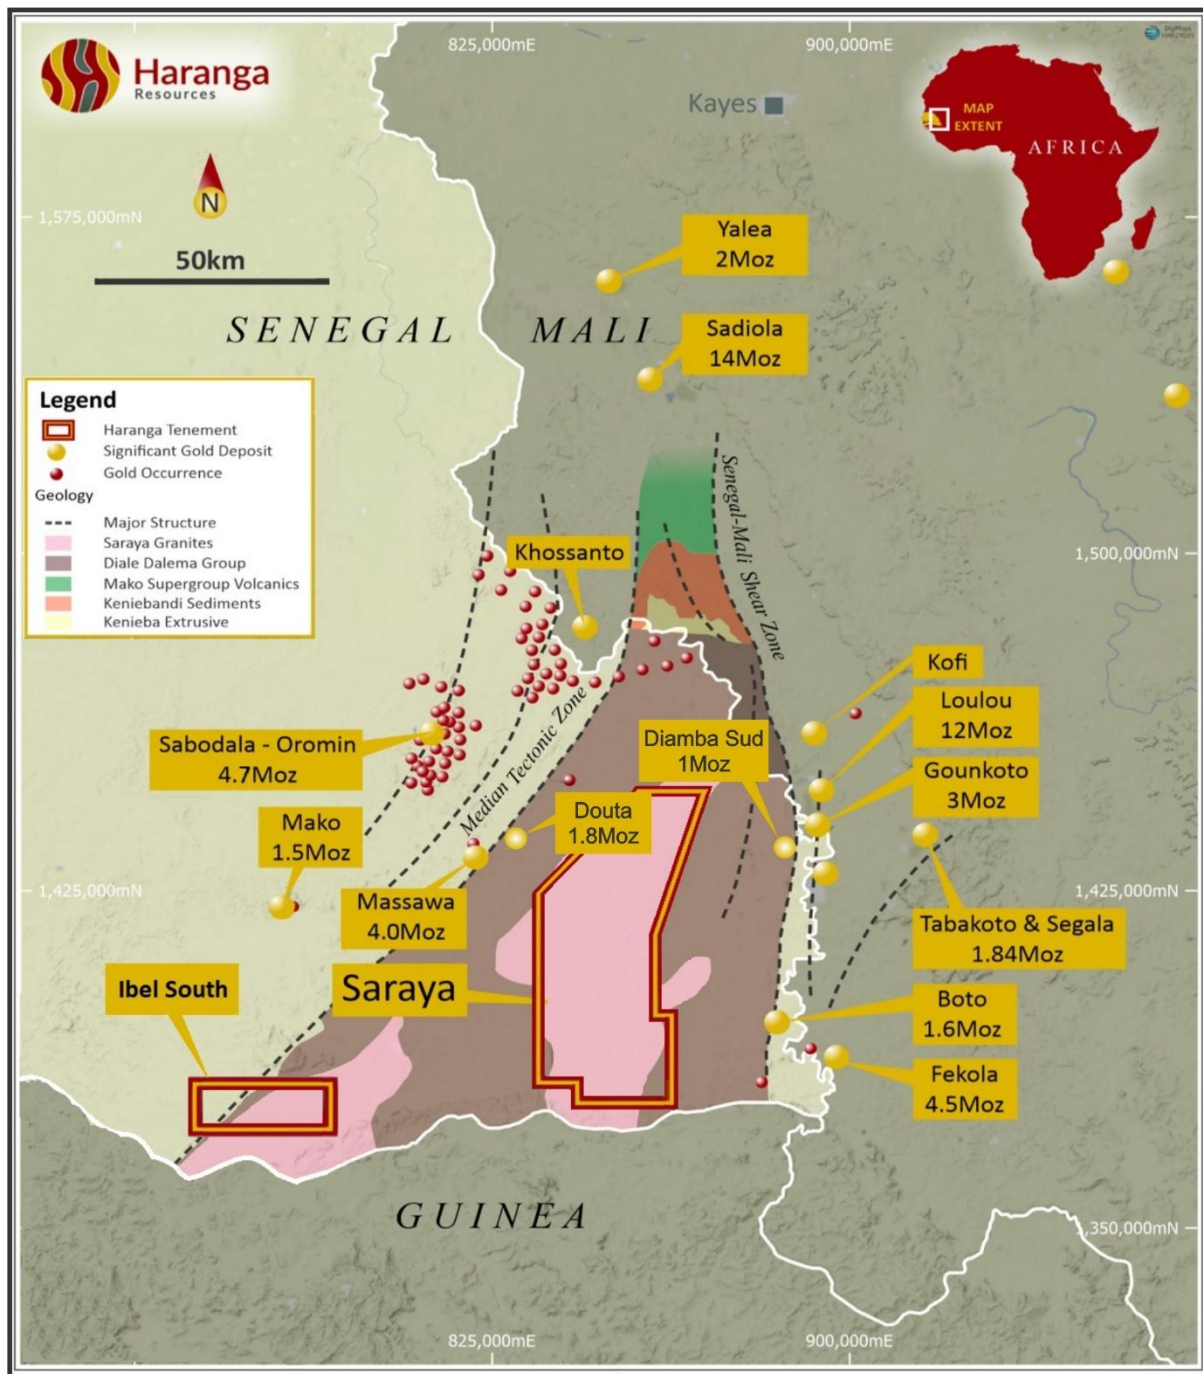 Haranga
Resources
825,000mE
900,000mE
Kayes
MAP
EXTENT
AFRICA
N
1,575,000mN
50km
Yalea
2Moz
SENEGAL
MALI
Sadiola
14Moz
Legend
Haranga Tenement
Significant Gold Deposit
Gold Occurrence
Geology
Major Structure
Saraya Granites
Diale Dalema Group
Mako Supergroup Volcanics
Keniebandi Sediments
Kenieba Extrusive
Senegal-Mali Shear Zone
Khossanto
1,500,000mN
Kofi
Loulou
12Moz
Median Tectonic Zone
Sabodala - Oromin
4.7Moz
Diamba Sud
1Moz
Gounkoto
3Moz
Mako
1.5Moz
Douta
1.8Moz
1,425,000mN
1,425,000mN
Massawa
4.0Moz
Tabakoto & Segala
1.84Moz
Ibel South
Saraya
Boto
1.6Moz
Fekola
4.5Moz
GUINEA
1,350,000mN
825,000mE
900,000mE